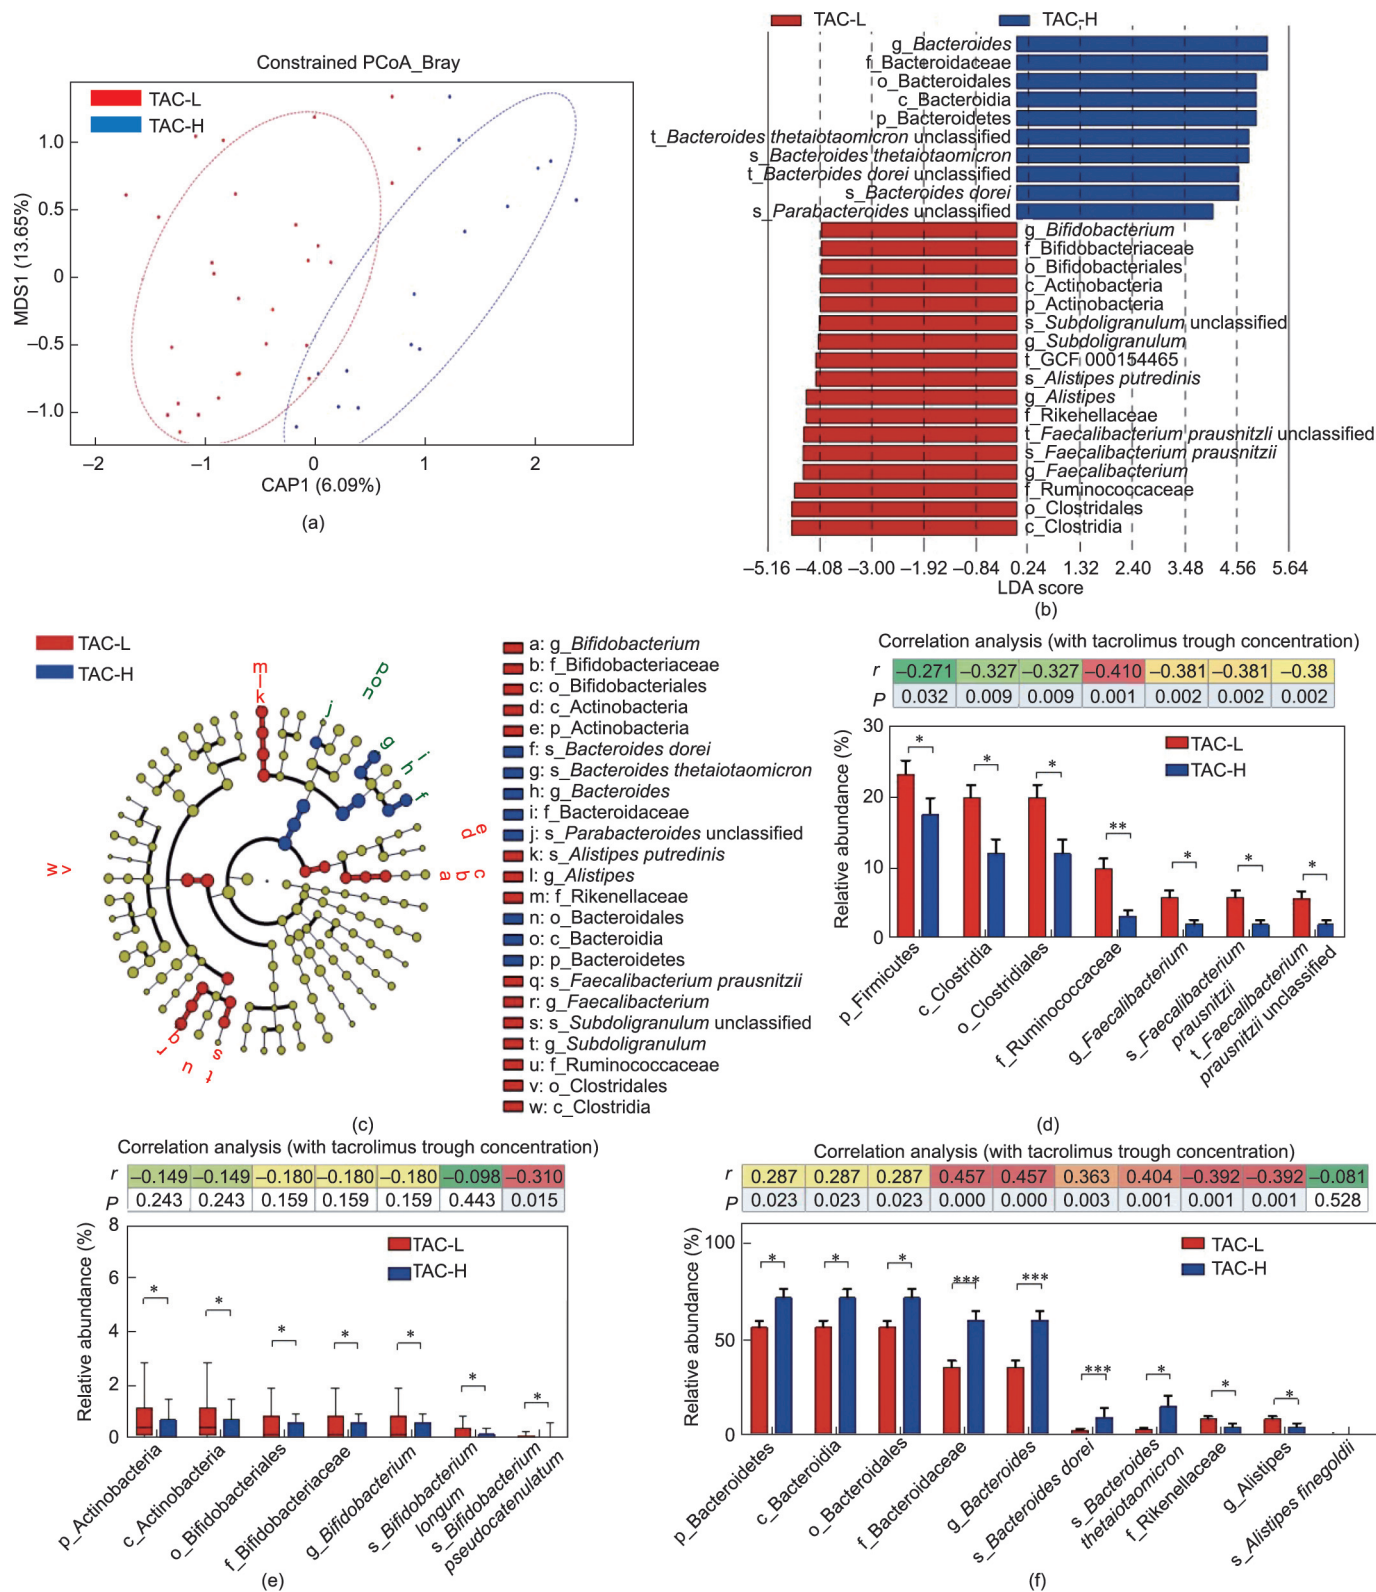 Constrained PCoA_Bray
TAC-L
TAC-H
MDS1 (13.65%)
1.0
0.5
0
–0.5
–1.0
–2
–1
0
1
2
CAP1 (6.09%)
(a)
TAC-L
TAC-H
g_Bacteroides
f_Bacteroidaceae
o_Bacteroidales
c_Bacteroidia
p_Bacteroidetes
t_Bacteroides thetaiotaomicron unclassified
s_Bacteroides thetaiotaomicron
t_Bacteroides dorei unclassified
s_Bacteroides dorei
s_Parabacteroides unclassified
g_Bifidobacterium
f_Bifidobacteriaceae
o_Bifidobacteriales
c_Actinobacteria
p_Actinobacteria
s_Subdoligranulum unclassified
g_Subdoligranulum
t_GCF 000154465
s_Alistipes putredinis
g_Alistipes
f_Rikenellaceae
t_Faecalibacterium prausnitzli unclassified
s_Faecalibacterium prausnitzii
g_Faecalibacterium
f_Ruminococcaceae
o_Clostridales
c_Clostridia
–5.16 –4.08 –3.00 –1.92 –0.84 0.24 1.32 2.40 3.48 4.56 5.64
LDA score
(b)
TAC-L
TAC-H
m
l
k
p
o
n
j
g
i
h
f
e
d
c
b
a
w
v
q
r
u
s
t
a: g_Bifidobacterium
b: f_Bifidobacteriaceae
c: o_Bifidobacteriales
d: c_Actinobacteria
e: p_Actinobacteria
f: s_Bacteroides dorei
g: s_Bacteroides thetaiotaomicron
h: g_Bacteroides
i: f_Bacteroidaceae
j: s_Parabacteroides unclassified
k: s_Alistipes putredinis
l: g_Alistipes
m: f_Rikenellaceae
n: o_Bacteroidales
o: c_Bacteroidia
p: p_Bacteroidetes
q: s_Faecalibacterium prausnitzii
r: g_Faecalibacterium
s: s_Subdoligranulum unclassified
t: g_Subdoligranulum
u: f_Ruminococcaceae
v: o_Clostridales
w: c_Clostridia
(c)
Correlation analysis (with tacrolimus trough concentration)
r –0.271 –0.327 –0.327 –0.410 –0.381 –0.381 –0.38
P 0.032 0.009 0.009 0.001 0.002 0.002 0.002
Relative abundance (%)
30
20
10
0
TAC-L
TAC-H
* * * ** * * *
p_Firmicutes
c_Clostridia
o_Clostridiales
f_Ruminococcaceae
g_Faecalibacterium
s_Faecalibacterium
prausnitzii
t_Faecalibacterium
prausnitzii unclassified
(d)
Correlation analysis (with tacrolimus trough concentration)
r –0.149 –0.149 –0.180 –0.180 –0.180 –0.098 –0.310
P 0.243 0.243 0.159 0.159 0.159 0.443 0.015
Relative abundance (%)
8
6
4
2
0
TAC-L
TAC-H
* * * * * * *
p_Actinobacteria
c_Actinobacteria
o_Bifidobacteriales
f_Bifidobacteriaceae
g_Bifidobacterium
s_Bifidobacterium
longum
s_Bifidobacterium
pseudocatenulatum
(e)
Correlation analysis (with tacrolimus trough concentration)
r 0.287 0.287 0.287 0.457 0.457 0.363 0.404 –0.392 –0.392 –0.081
P 0.023 0.023 0.023 0.000 0.000 0.003 0.001 0.001 0.001 0.528
Relative abundance (%)
100
50
0
TAC-L
TAC-H
* * * *** *** *** * * *
p_Bacteroidetes
c_Bacteroidia
o_Bacteroidales
f_Bacteroidaceae
g_Bacteroides
s_Bacteroides dorei
s_Bacteroides
thetaiotaomicron
f_Rikenellaceae
g_Alistipes
s_Alistipes finegoldii
(f)